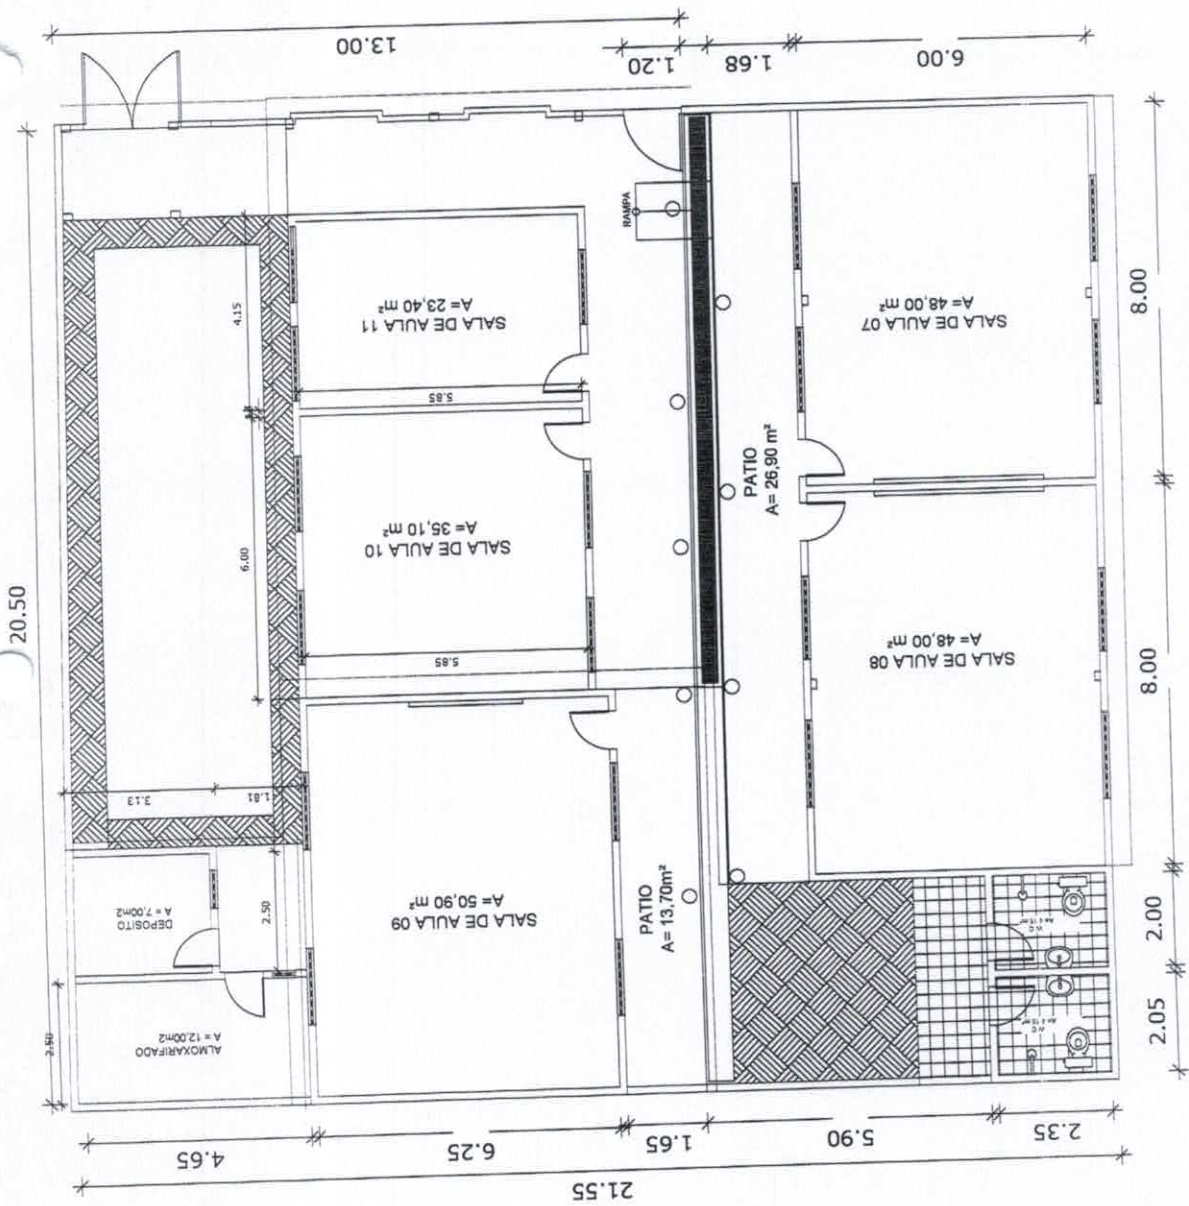 13.00
1.20
1.68
6.00
20.50
RAMPA
4.15
SALA DE AULA 11
A= 23,40 m²
SALA DE AULA 07
A= 48,00 m²
8.00
5.85
PATIO
A= 26,90 m²
SALA DE AULA 10
A= 35,10 m²
6.00
5.85
SALA DE AULA 08
A= 48,00 m²
8.00
3.13
1.81
DEPOSITO
A = 7,00m2
2.50
SALA DE AULA 09
A= 50,90 m²
PATIO
A= 13,70m²
W.C
2.00
ALMOXARIFADO
A = 12,00m2
2.50
W.C
2.05
4.65
6.25
1.65
5.90
2.35
21.55